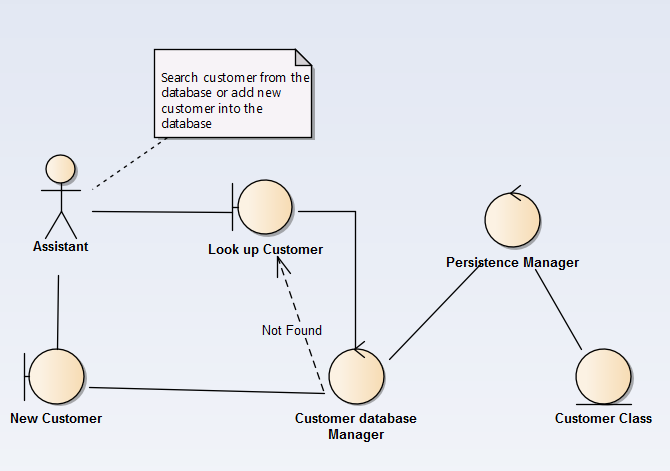 Search customer from the
database or add new
customer into the
database
Assistant
Look up Customer
Persistence Manager
Not Found
New Customer
Customer database
Manager
Customer Class